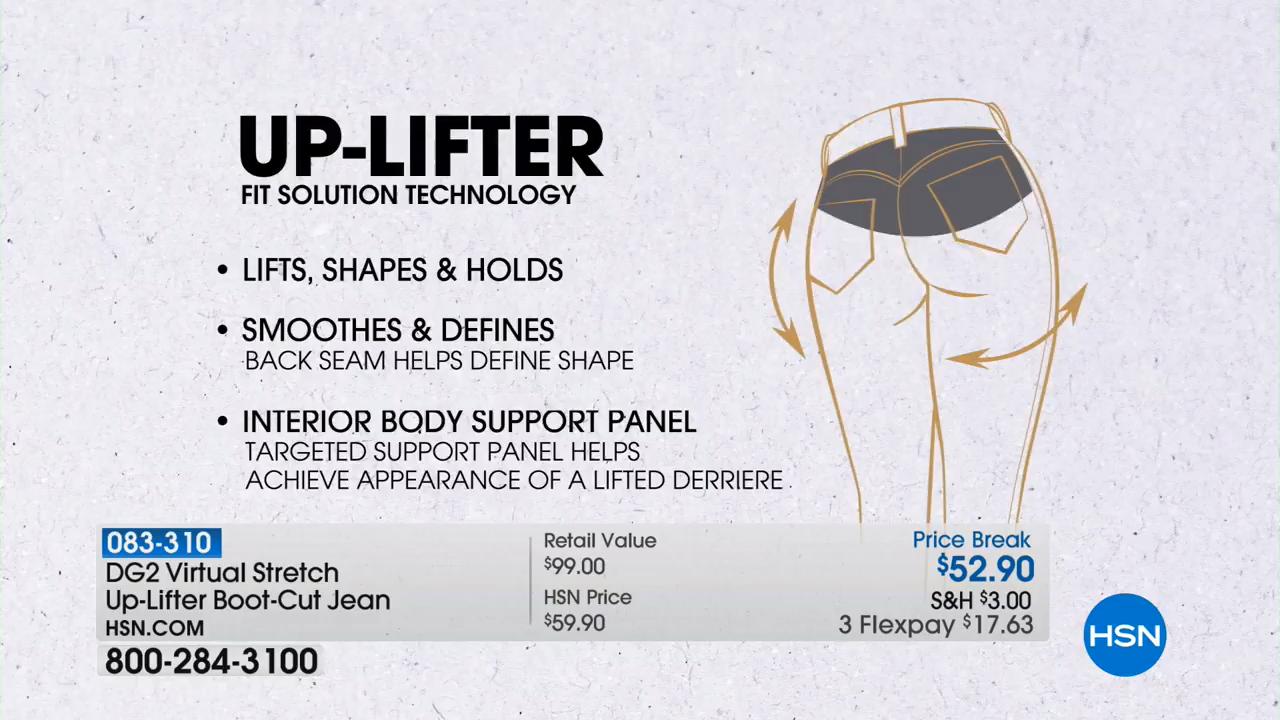 UP-LIFTER
FIT SOLUTION TECHNOLOGY
• LIFTS, SHAPES & HOLDS
• SMOOTHES & DEFINES
BACK SEAM HELPS DEFINE SHAPE
• INTERIOR BODY SUPPORT PANEL
TARGETED SUPPORT PANEL HELPS
ACHIEVE APPEARANCE OF A LIFTED DERRIERE
083-310
DG2 Virtual Stretch
Up-Lifter Boot-Cut Jean
HSN.COM
800-284-3100
Retail Value
$99.00
HSN Price
$59.90
Price Break
$52.90
S&H $3.00
3 Flexpay $17.63
HSN